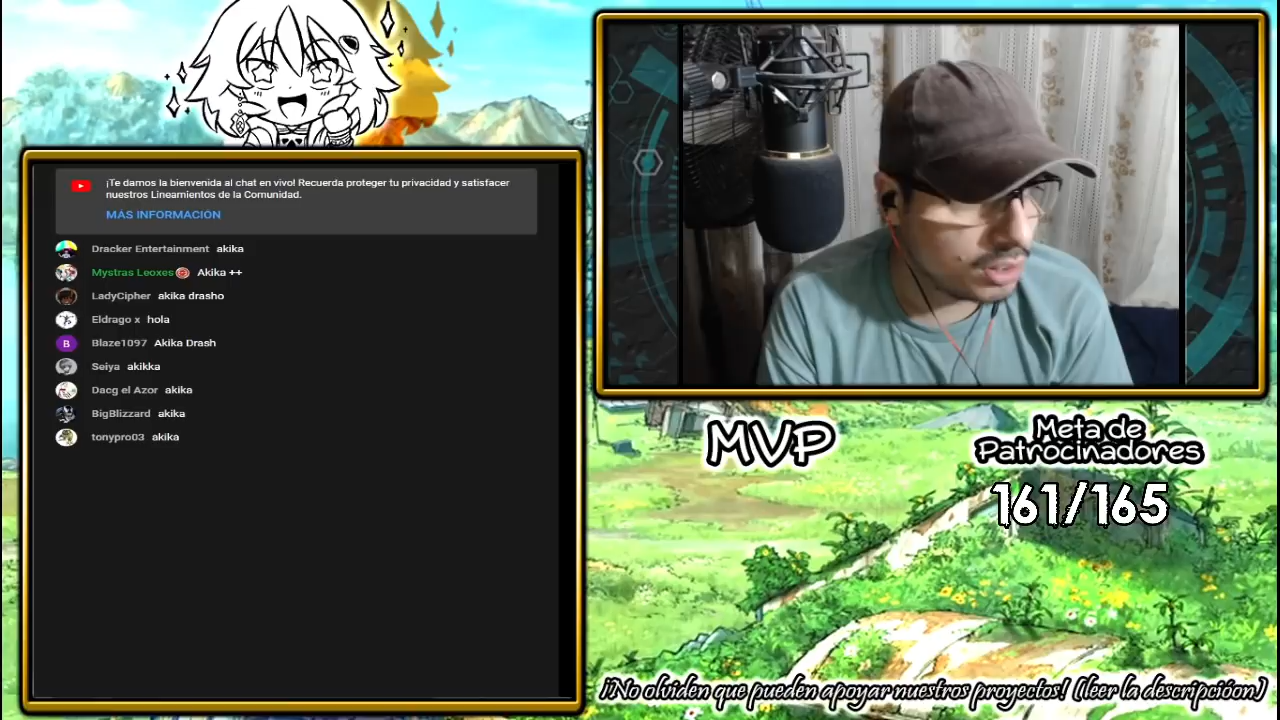 ¡Te damos la bienvenida al chat en vivo! Recuerda proteger tu privacidad y satisfacer
nuestros Lineamientos de la Comunidad.
MÁS INFORMACIÓN
Dracker Entertainment akika
Mystras Leoxes Akika ++
LadyCipher akika drasho
Eldrago x hola
B Blaze1097 Akika Drash
Seiya akikka
Dacg el Azor akika
BigBlizzard akika
tonypro03 akika
MVP
Meta de
Patrocinadores
161/165
¡¡No olviden que pueden apoyar nuestros proyectos! (leer la descripcióon)